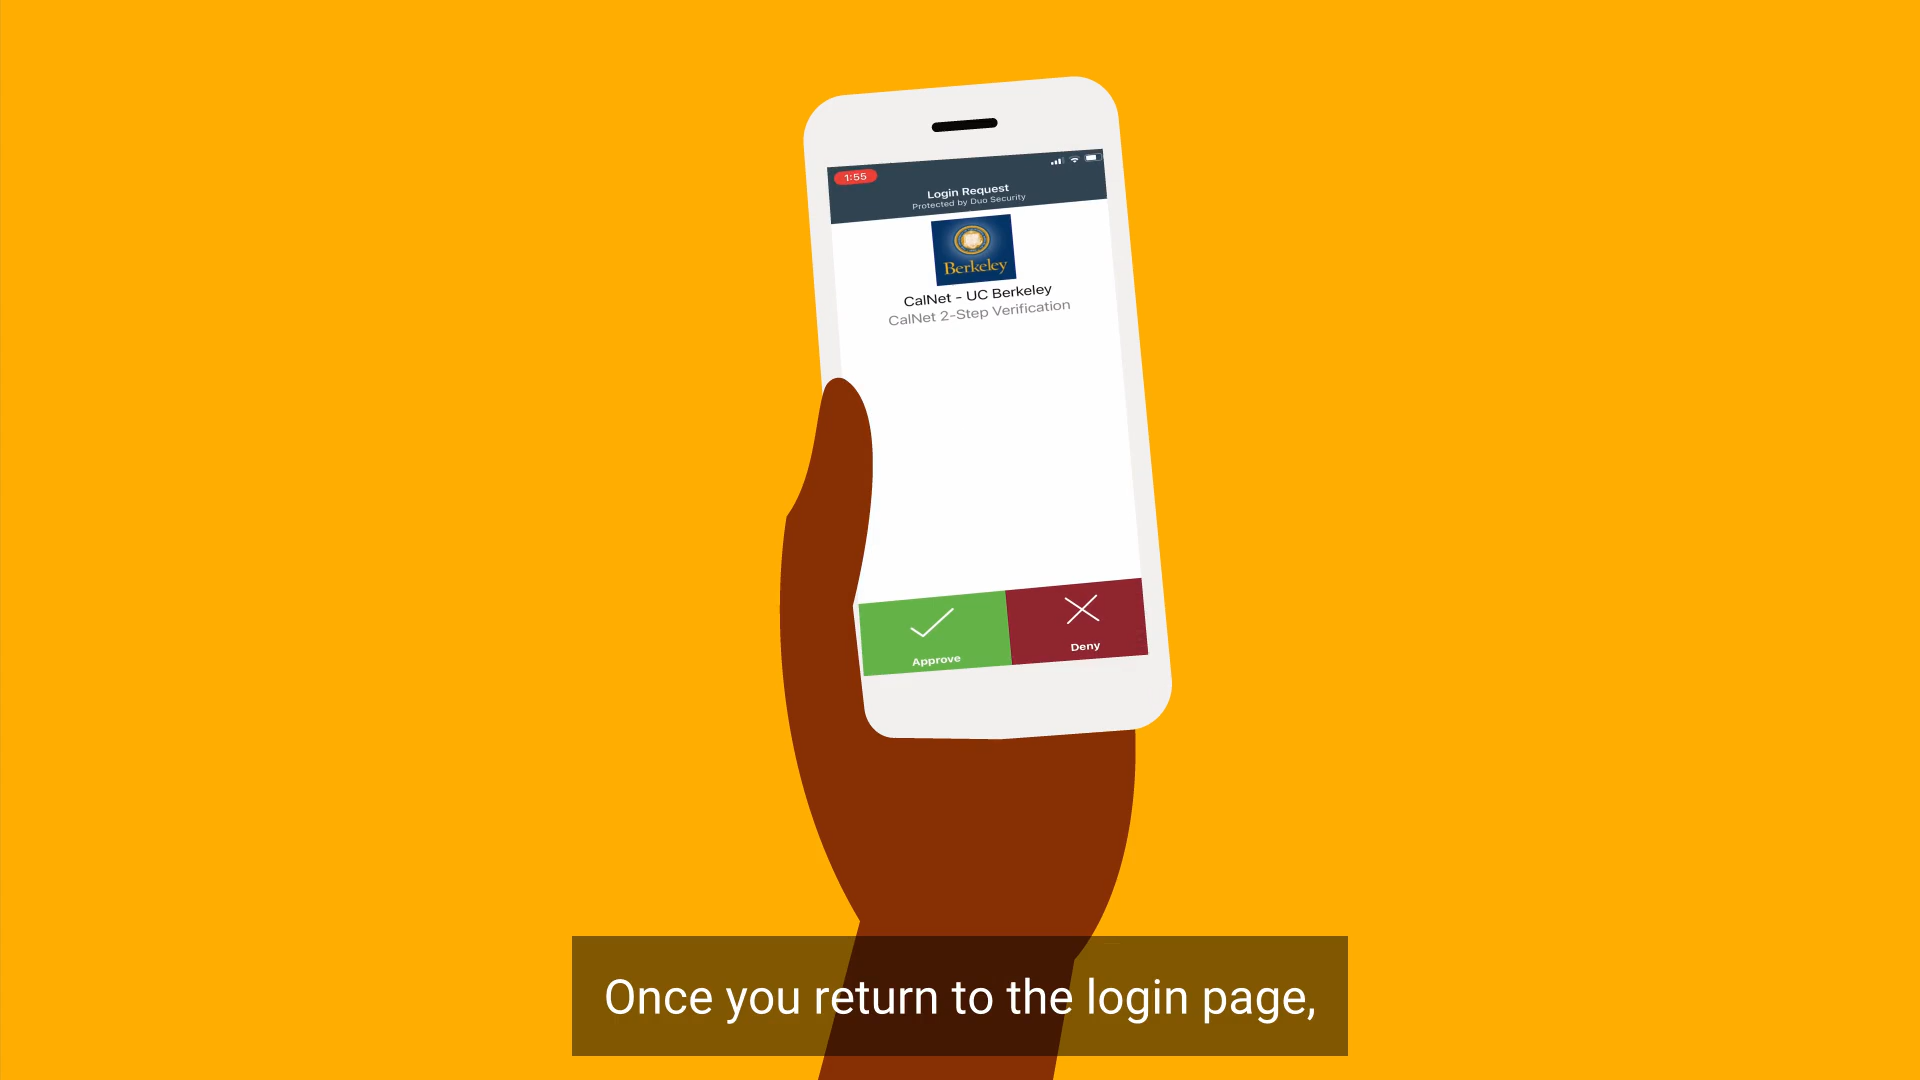 1:55
Login Request
Protected by Duo Security
Berkeley
CalNet - UC Berkeley
CalNet 2-Step Verification
Approve
Deny
Once you return to the login page,